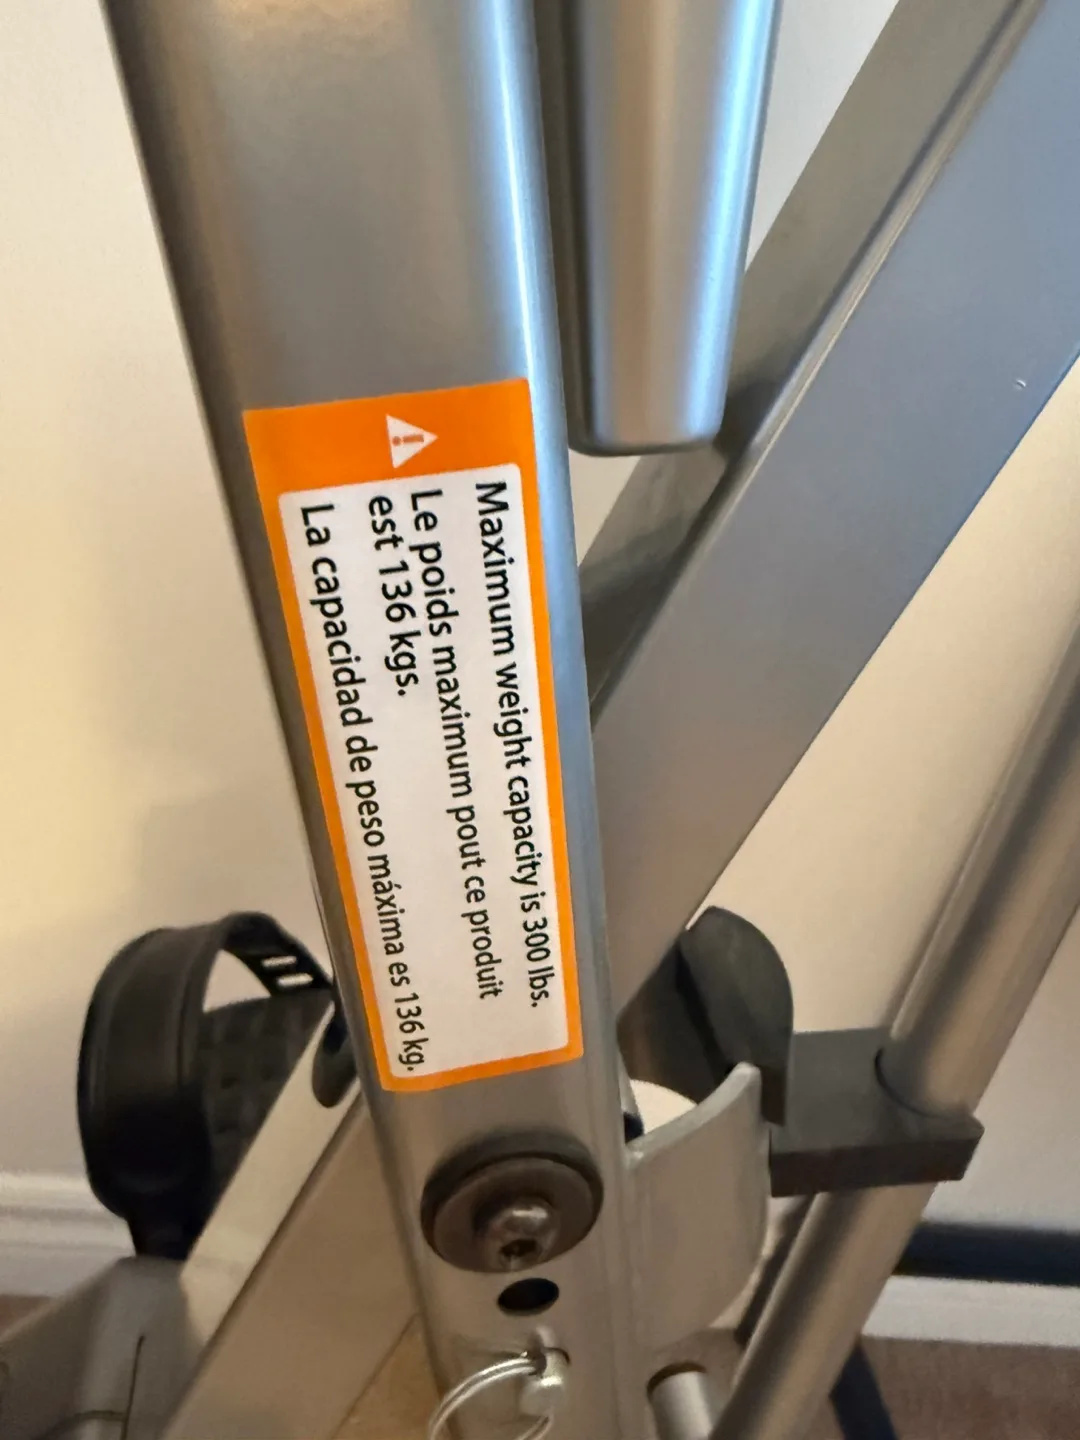 Maximum weight capacity is 300 lbs.
Le poids maximum pout ce produit
est 136 kgs.
La capacidad de peso máxima es 136 kg.